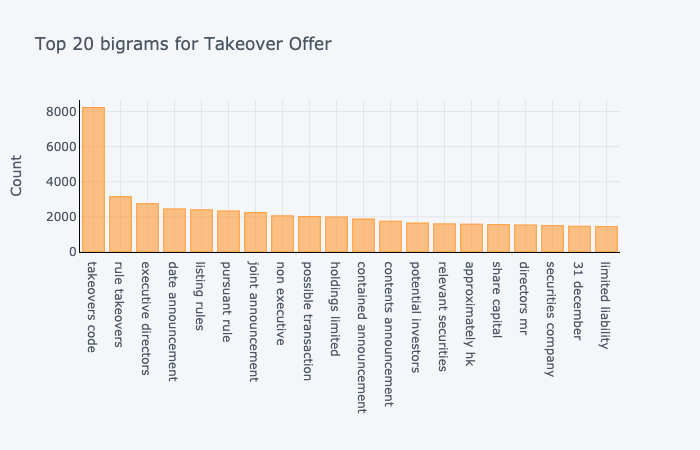 Top 20 bigrams for Takeover Offer
Count
8000
6000
4000
2000
0
takeovers code
rule takeovers
executive directors
date announcement
listing rules
pursuant rule
joint announcement
non executive
possible transaction
holdings limited
contained announcement
contents announcement
potential investors
relevant securities
approximately hk
share capital
directors mr
securities company
31 december
limited liability